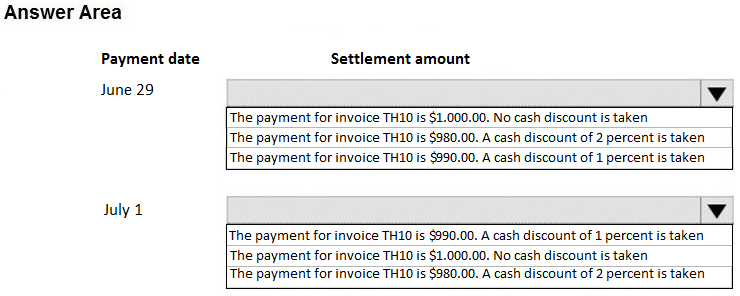 Answer Area
Payment date Settlement amount
June 29
The payment for invoice TH10 is $1.000.00. No cash discount is taken
The payment for invoice TH10 is $980.00. A cash discount of 2 percent is taken
The payment for invoice TH10 is $990.00. A cash discount of 1 percent is taken
July 1
The payment for invoice TH10 is $990.00. A cash discount of 1 percent is taken
The payment for invoice TH10 is $1.000.00. No cash discount is taken
The payment for invoice TH10 is $980.00. A cash discount of 2 percent is taken